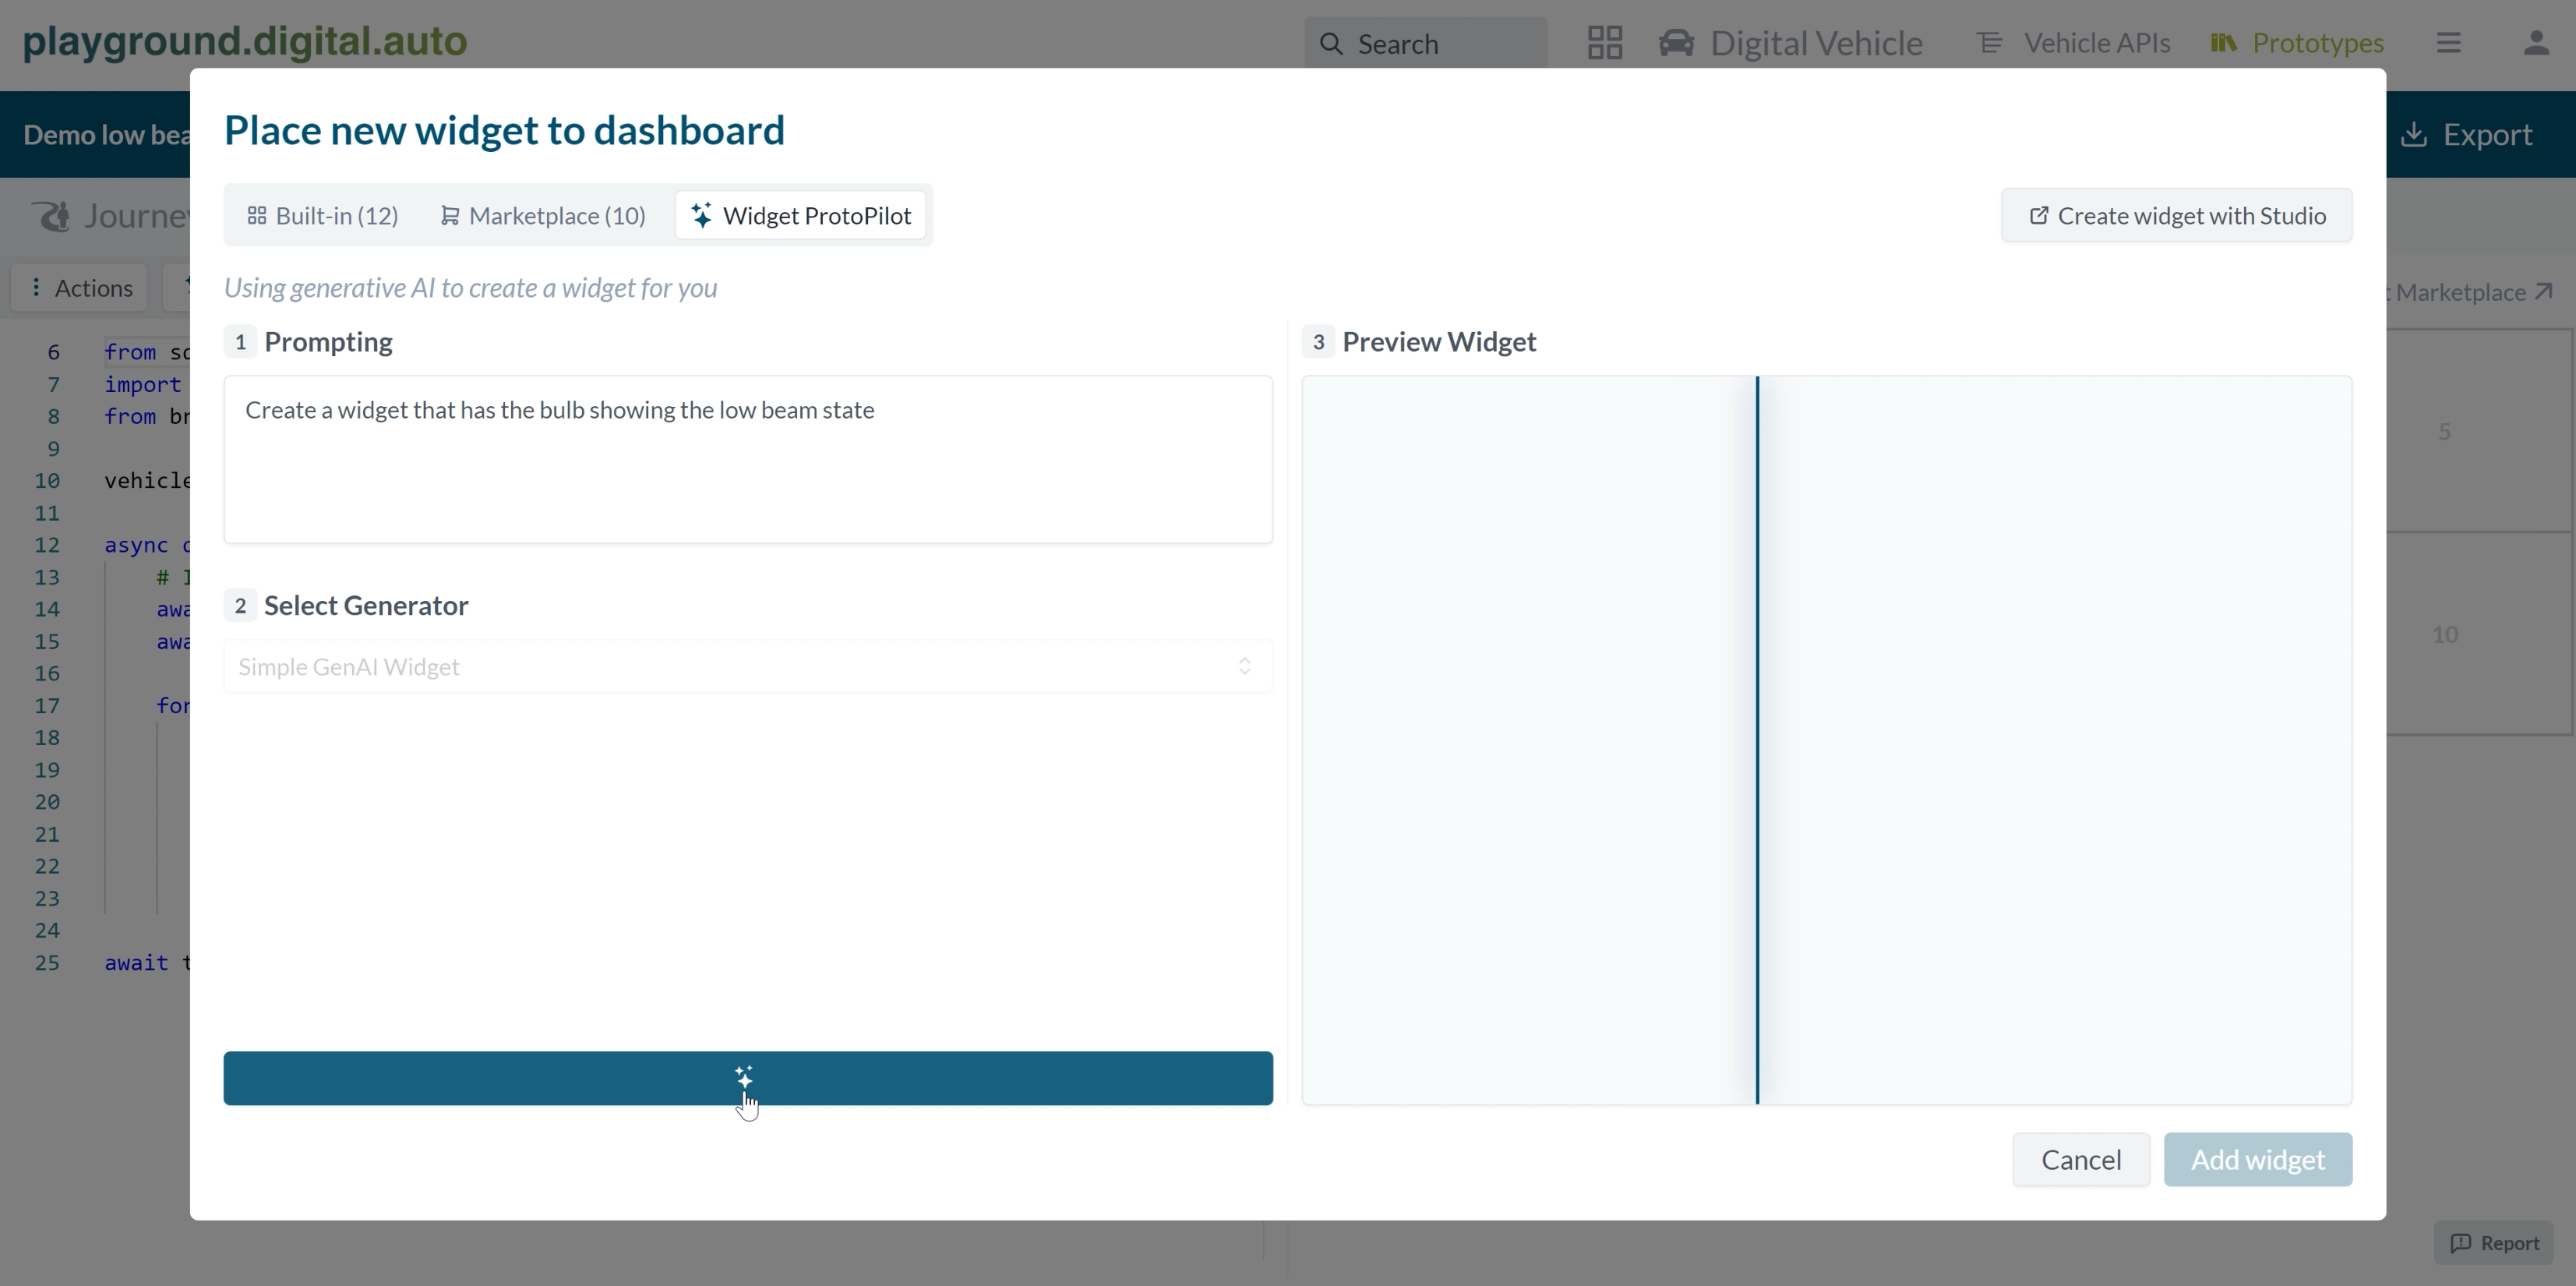 playground.digital.auto
Search
Digital Vehicle
Vehicle APIs
Prototypes
Demo low bea
Export
Place new widget to dashboard
Built-in (12)
Marketplace (10)
Widget ProtoPilot
Create widget with Studio
Journey
Actions
Marketplace
Using generative AI to create a widget for you
1 Prompting
3 Preview Widget
Create a widget that has the bulb showing the low beam state
2 Select Generator
Simple GenAI Widget
6 from
7 import
8 from br
9
10 vehicle
11
12 async
13 #
14 awa
15 awa
16
17 for
18
19
20
21
22
23
24
25 await t
5
10
Cancel
Add widget
Report